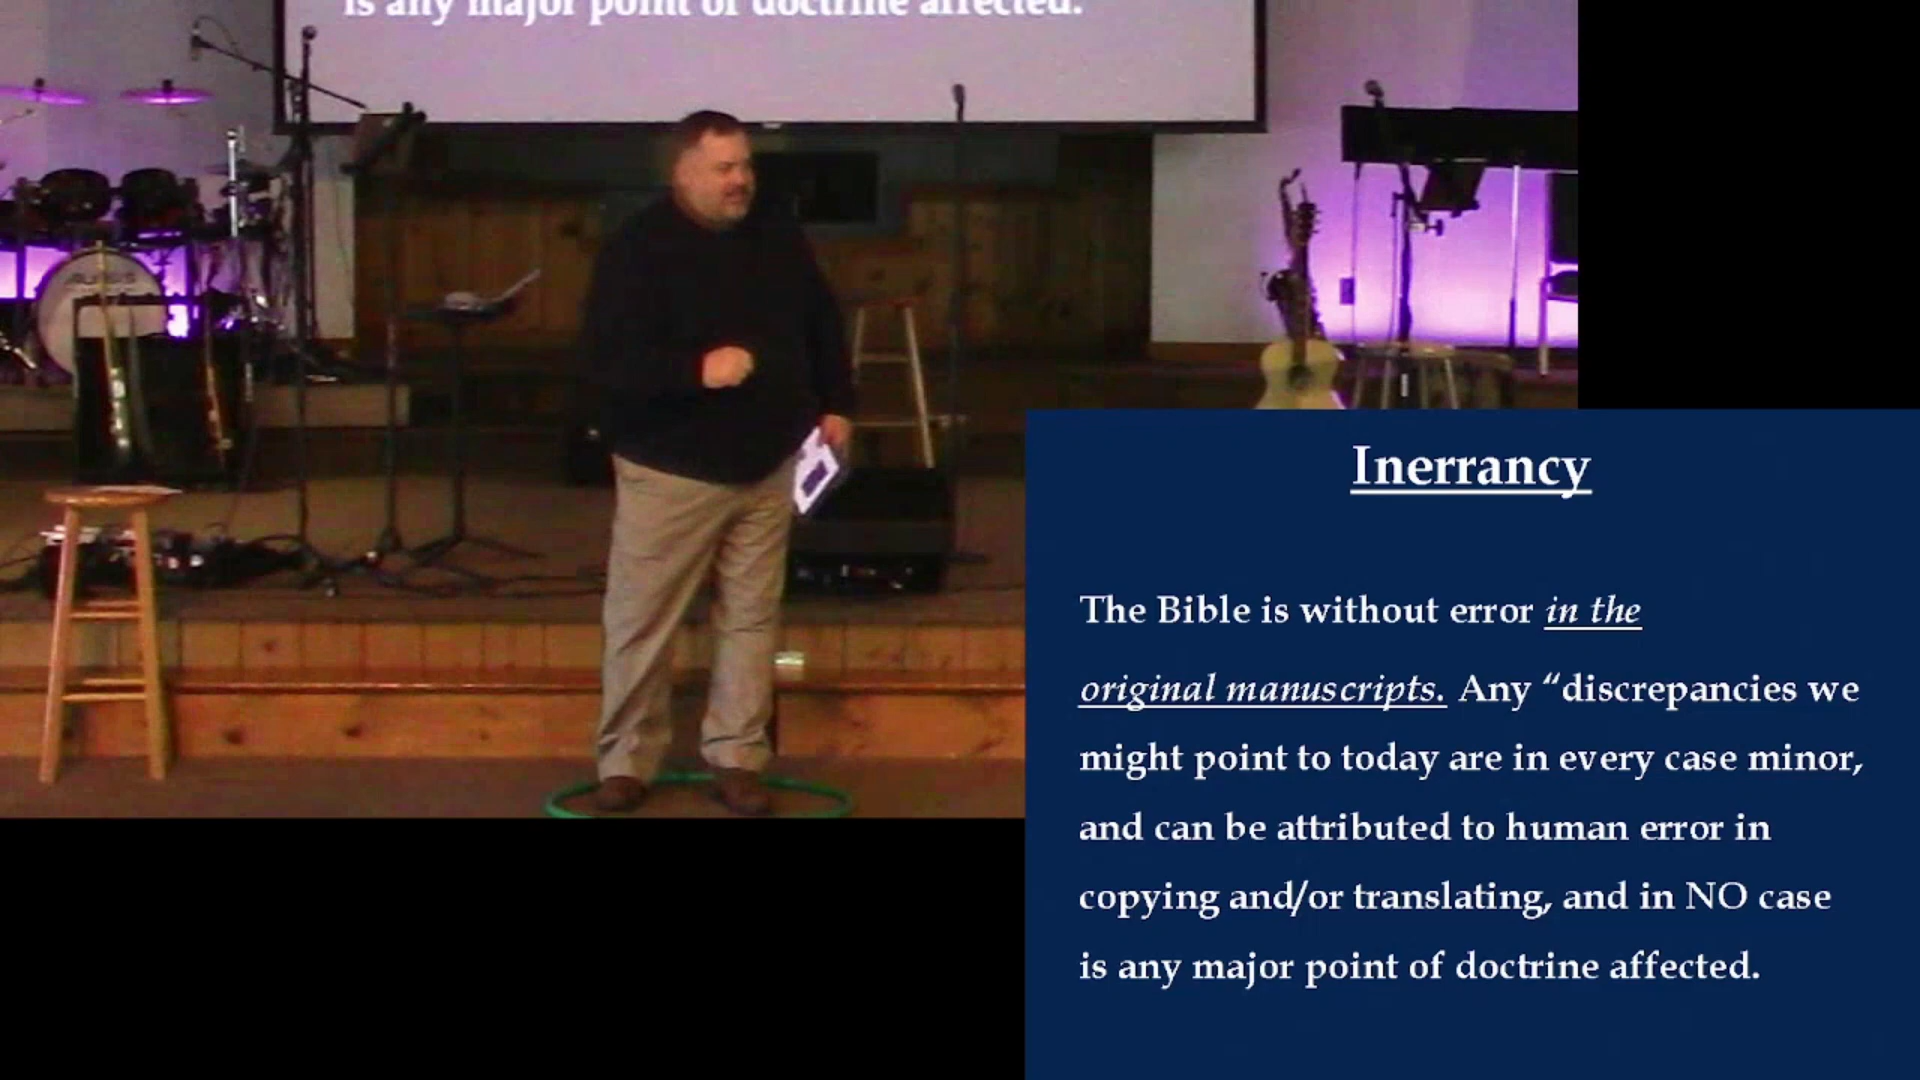 is any major point of doctrine affected.
Inerrancy
The Bible is without error in the
original manuscripts. Any “discrepancies we
might point to today are in every case minor,
and can be attributed to human error in
copying and/or translating, and in NO case
is any major point of doctrine affected.